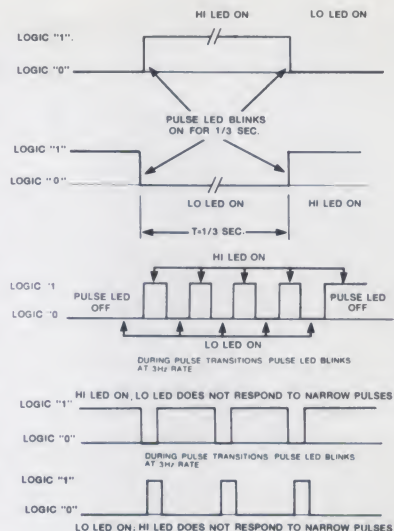 HI LED ON LO LED ON
LOGIC "1".
LOGIC "0"
PULSE LED BLINKS
ON FOR 1/3 SEC.
LOGIC "1"
LOGIC "0"
LO LED ON HI LED ON
T=1/3 SEC.
HI LED ON
LOGIC "1
PULSE LED
OFF
PULSE LED
OFF
LOGIC "0
LO LED ON
DURING PULSE TRANSITIONS PULSE LED BLINKS
AT 3Hz RATE
HI LED ON, LO LED DOES NOT RESPOND TO NARROW PULSES
LOGIC "1"
LOGIC "0"
DURING PULSE TRANSITIONS PULSE LED BLINKS
AT 3Hz RATE
LOGIC "1"
LOGIC "0"
LO LED ON; HI LED DOES NOT RESPOND TO NARROW PULSES